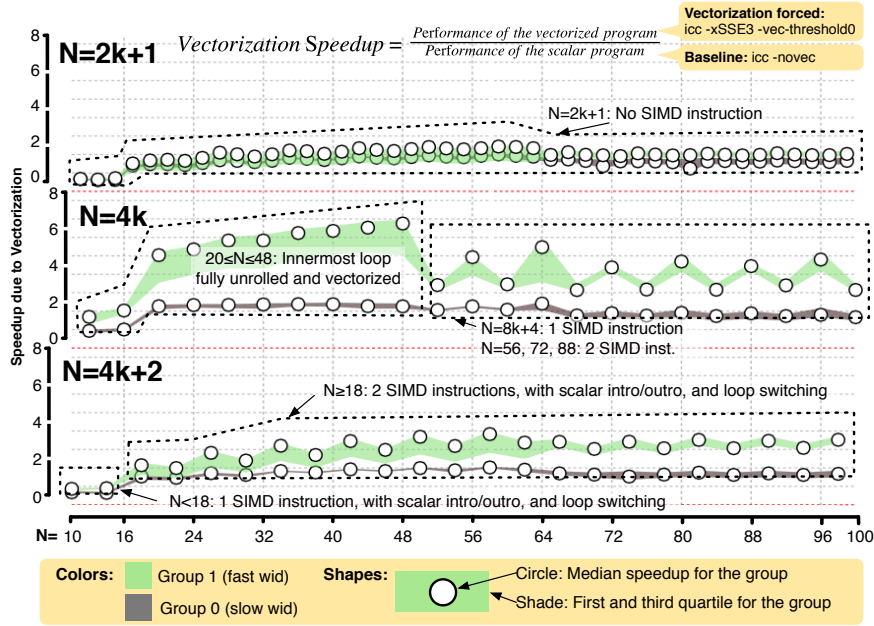 Vectorization forced:
icc -xSSE3 -vec-threshold0
Baseline: icc -novec
Vectorization Speedup = Performance of the vectorized program / Performance of the scalar program
N=2k+1
8
6
4
2
0
N=2k+1: No SIMD instruction
Speedup due to Vectorization
N=4k
8
6
4
2
0
20≤N≤48: Innermost loop
fully unrolled and vectorized
N=8k+4: 1 SIMD instruction
N=56, 72, 88: 2 SIMD inst.
N=4k+2
8
6
4
2
0
N≥18: 2 SIMD instructions, with scalar intro/outro, and loop switching
N<18: 1 SIMD instruction, with scalar intro/outro, and loop switching
N= 10 16 24 32 40 48 56 64 72 80 88 96 100
Colors:
Group 1 (fast wid)
Group 0 (slow wid)
Shapes:
Circle: Median speedup for the group
Shade: First and third quartile for the group